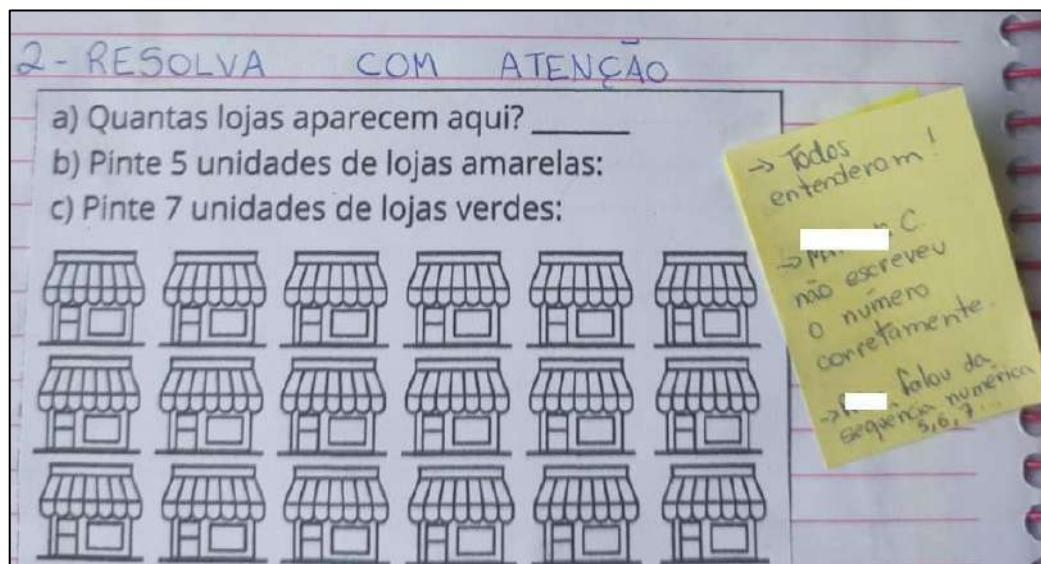 2 - RESOLVA COM ATENÇÃO
a) Quantas lojas aparecem aqui? ______
b) Pinte 5 unidades de lojas amarelas:
c) Pinte 7 unidades de lojas verdes:
→ Todos
entenderam!
→ C.
não escreveu
o número
corretamente.
→ falou da
sequência numérica
5, 6, 7...